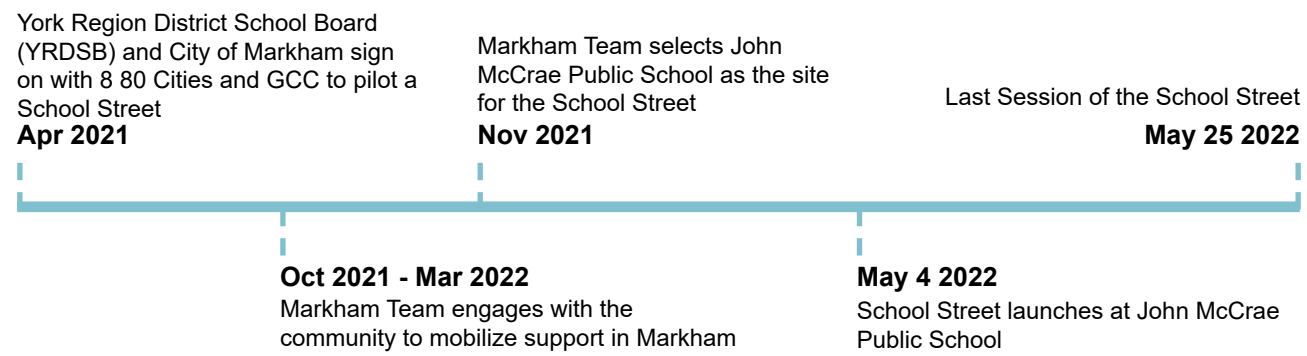 York Region District School Board
(YRDSB) and City of Markham sign
on with 8 80 Cities and GCC to pilot a
School Street
Apr 2021
Markham Team selects John
McCrae Public School as the site
for the School Street
Nov 2021
Last Session of the School Street
May 25 2022
Oct 2021 - Mar 2022
Markham Team engages with the
community to mobilize support in Markham
May 4 2022
School Street launches at John McCrae
Public School